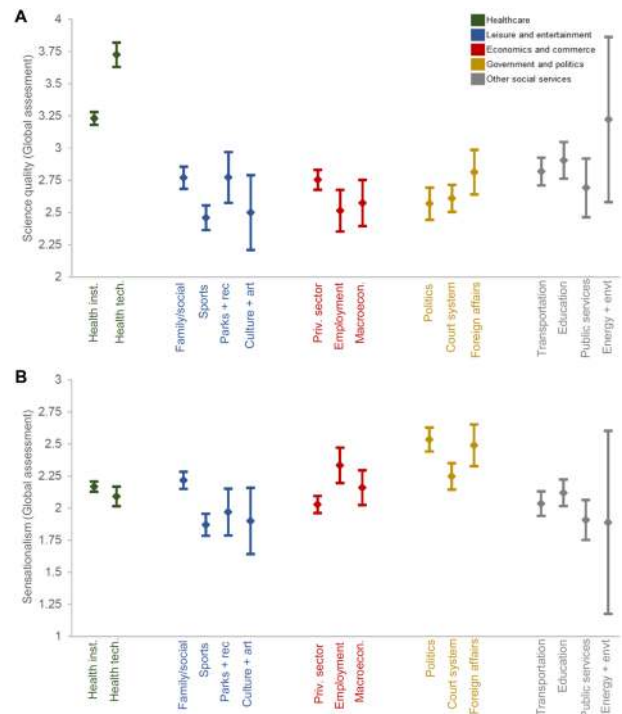 A
Healthcare
Leisure and entertainment
Economics and commerce
Government and politics
Other social services
Science quality (Global assesment)
4
3.75
3.5
3.25
3
2.75
2.5
2.25
2
Health inst.
Health tech.
Family/social
Sports
Parks + rec
Culture + art
Priv. sector
Employment
Macroecon.
Politics
Court system
Foreign affairs
Transportation
Education
Public services
Energy + envt
B
Sensationalism (Global assessment)
3
2.75
2.5
2.25
2
1.75
1.5
1.25
1
Health inst.
Health tech.
Family/social
Sports
Parks + rec
Culture + art
Priv. sector
Employment
Macroecon.
Politics
Court system
Foreign affairs
Transportation
Education
Public services
Energy + envt